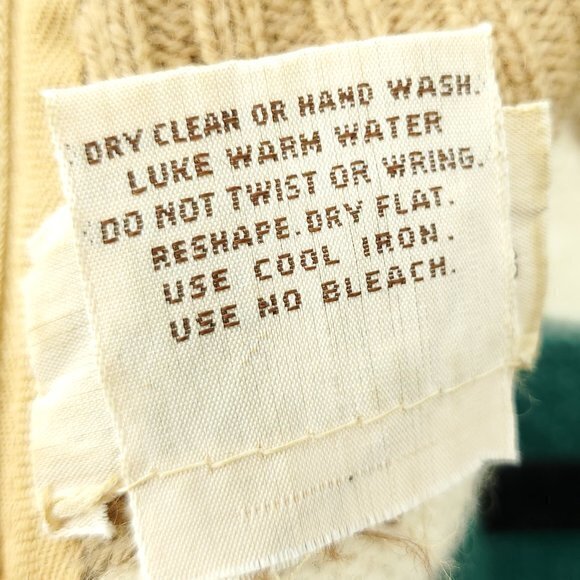 DRY CLEAN OR HAND WASH.
LUKE WARM WATER
DO NOT TWIST OR WRING.
RESHAPE.DRY FLAT.
USE COOL IRON.
USE NO BLEACH.